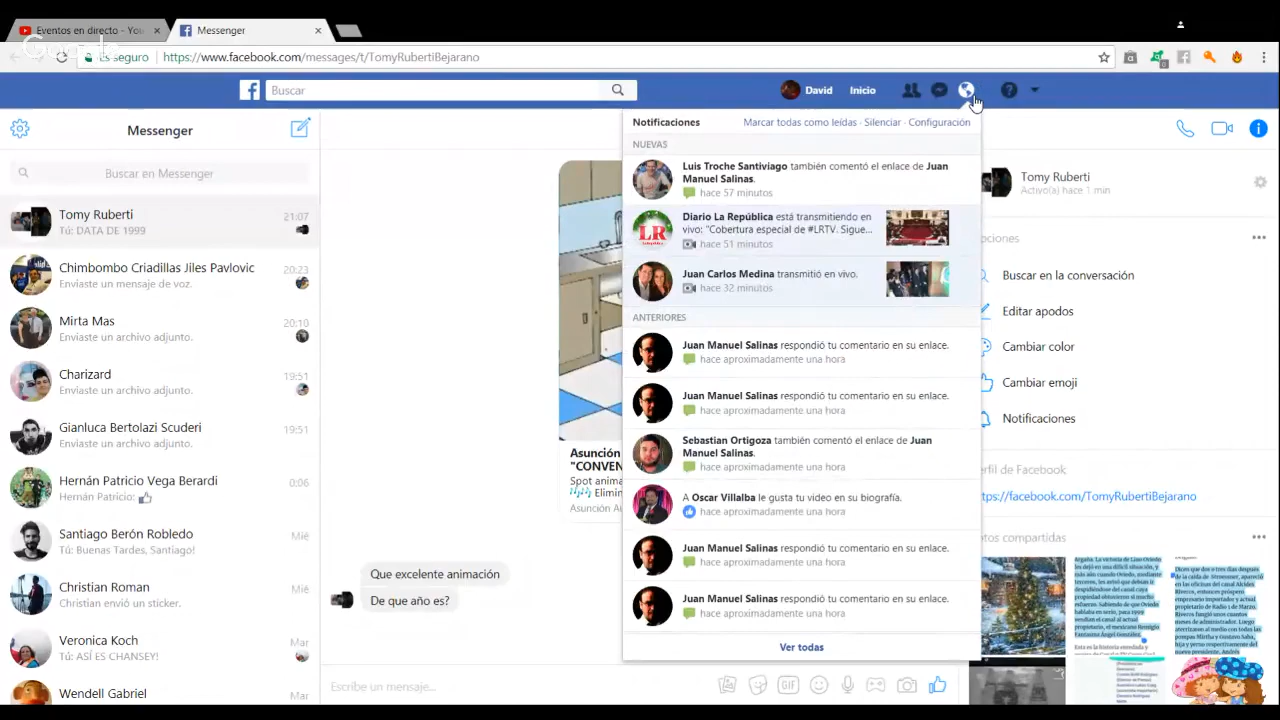 Eventos en directo - You
Messenger
Es seguro
https://www.facebook.com/messages/t/TomyRubertiBejarano
Buscar
David
Inicio
Messenger
Buscar en Messenger
Tomy Ruberti
21:07
Tú: DATA DE 1999
Chimbombo Criadillas Jiles Pavlovic
20:23
Enviaste un mensaje de voz.
Mirta Mas
20:10
Enviaste un archivo adjunto.
Charizard
19:51
Enviaste un archivo adjunto.
Gianluca Bertolazi Scuderi
19:51
Enviaste un archivo adjunto.
Hernán Patricio Vega Berardi
0:06
Hernán Patricio:
Santiago Berón Robledo
Mié
Tú: Buenas Tardes, Santiago!
Christian Roman
Mié
Christian envió un sticker.
Veronica Koch
Mar
Tú: ASÍ ES CHANSEY!
Wendell Gabriel
Mar
Asunción
"CONVEN
Spot anima
Elimin
Asunción A
Que excelente animación
De que año es?
Escribe un mensaje...
GIF
Notificaciones
Marcar todas como leídas · Silenciar · Configuración
NUEVAS
Luis Troche Santiviago también comentó el enlace de Juan
Manuel Salinas.
hace 57 minutos
LR
Diario La República está transmitiendo en
vivo: "Cobertura especial de #LRTV. Sigue...
hace 51 minutos
Juan Carlos Medina transmitió en vivo.
hace 32 minutos
ANTERIORES
Juan Manuel Salinas respondió tu comentario en su enlace.
hace aproximadamente una hora
Juan Manuel Salinas respondió tu comentario en su enlace.
hace aproximadamente una hora
Sebastian Ortigoza también comentó el enlace de Juan
Manuel Salinas.
hace aproximadamente una hora
A Oscar Villalba le gusta tu video en su biografía.
hace aproximadamente una hora
Juan Manuel Salinas respondió tu comentario en su enlace.
hace aproximadamente una hora
Juan Manuel Salinas respondió tu comentario en su enlace.
hace aproximadamente una hora
Ver todas
Tomy Ruberti
Activo(a) hace 1 min
pciones
Buscar en la conversación
Editar apodos
Cambiar color
Cambiar emoji
Notificaciones
erfil de Facebook
ttps://facebook.com/TomyRubertiBejarano
otos compartidas